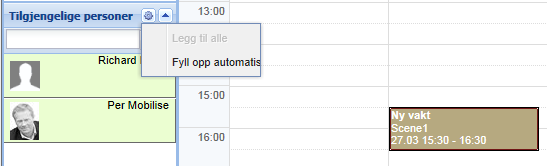 Tilgjengelige personer
Legg til alle
Fyll opp automatis
Richard
Per Mobilise
13:00
15:00
16:00
Ny vakt
Scene1
27.03 15:30 - 16:30